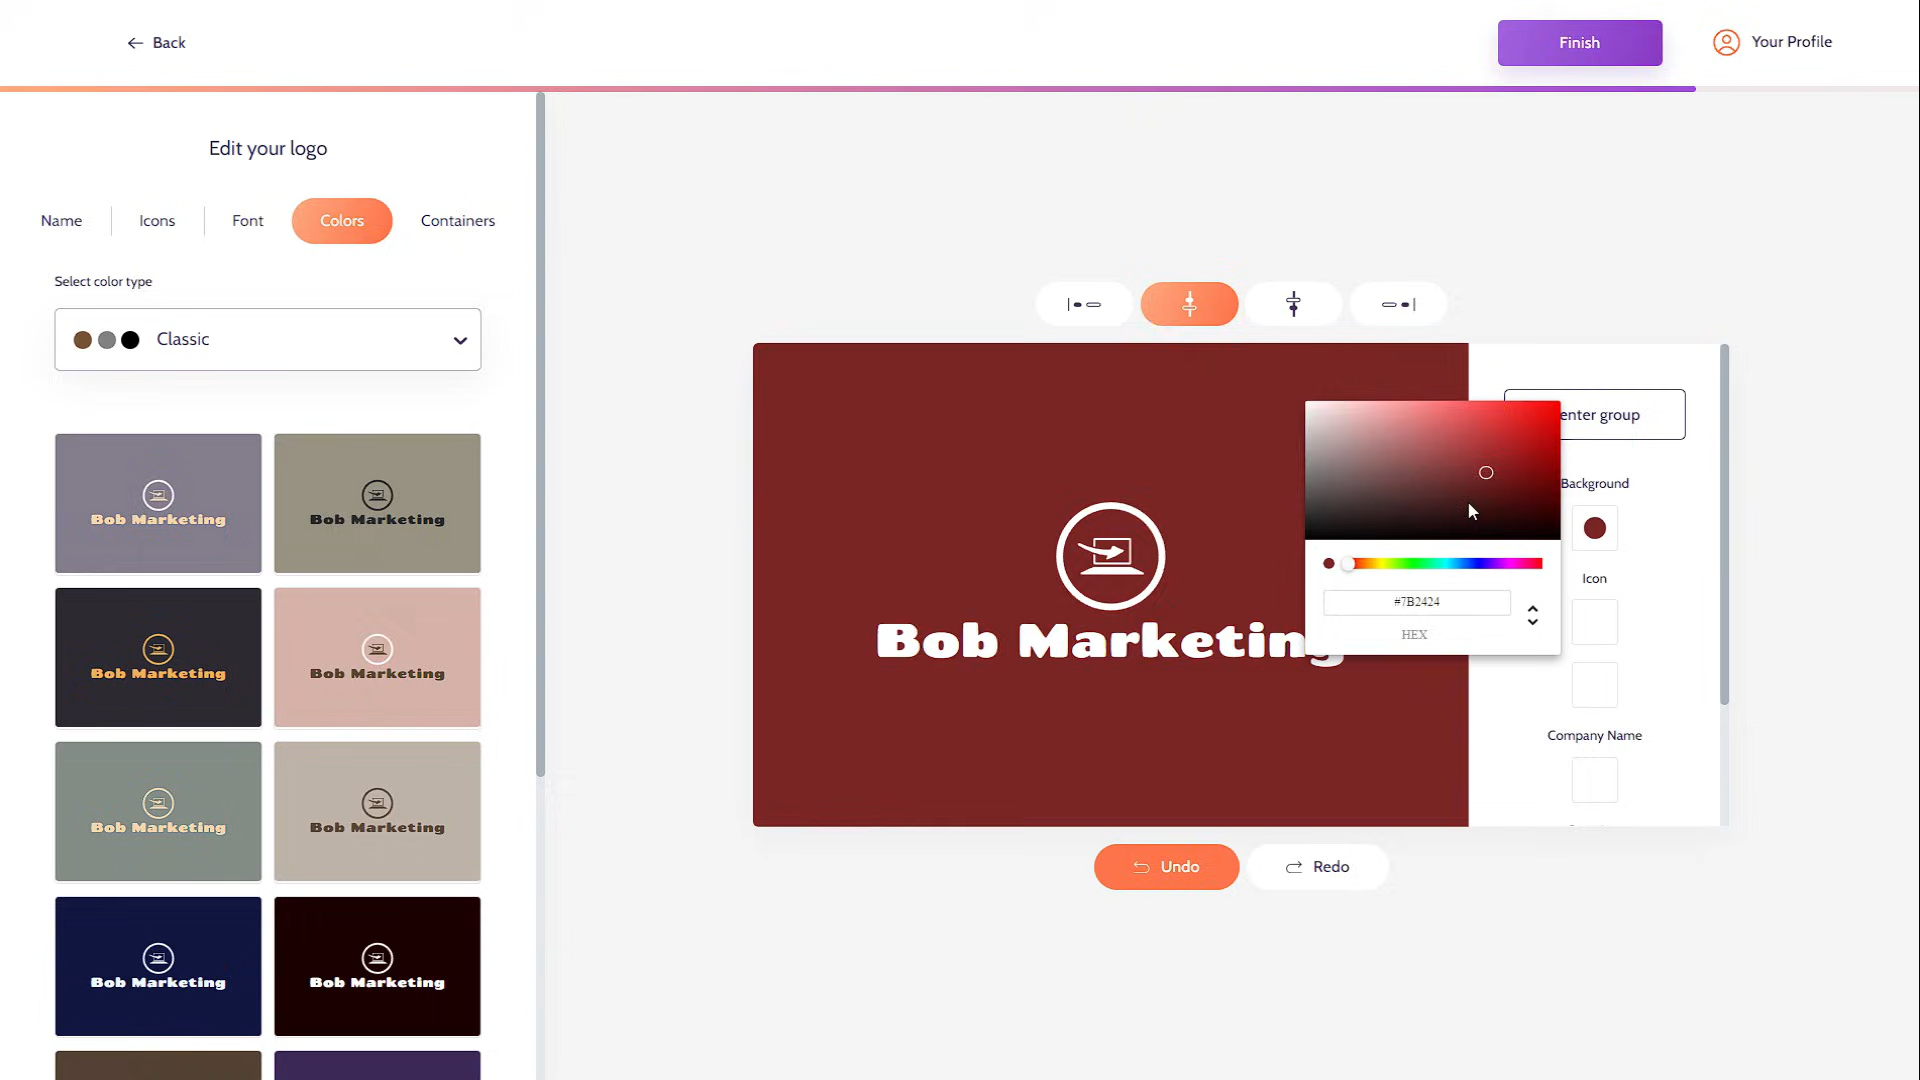 Back
Finish
Your Profile
Edit your logo
Name
Icons
Font
Colors
Containers
Select color type
Classic
Bob Marketing
Bob Marketing
Bob Marketing
Bob Marketing
Bob Marketing
Bob Marketing
Bob Marketing
Bob Marketing
Bob Marketing
enter group
Background
Icon
Company Name
#7B2424
HEX
Undo
Redo